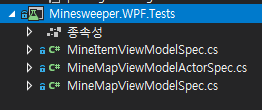 Minesweeper.WPF.Tests
종속성
C# MineItemViewModelSpec.cs
C# MineMapViewModelActorSpec.cs
C# MineMapViewModelSpec.cs